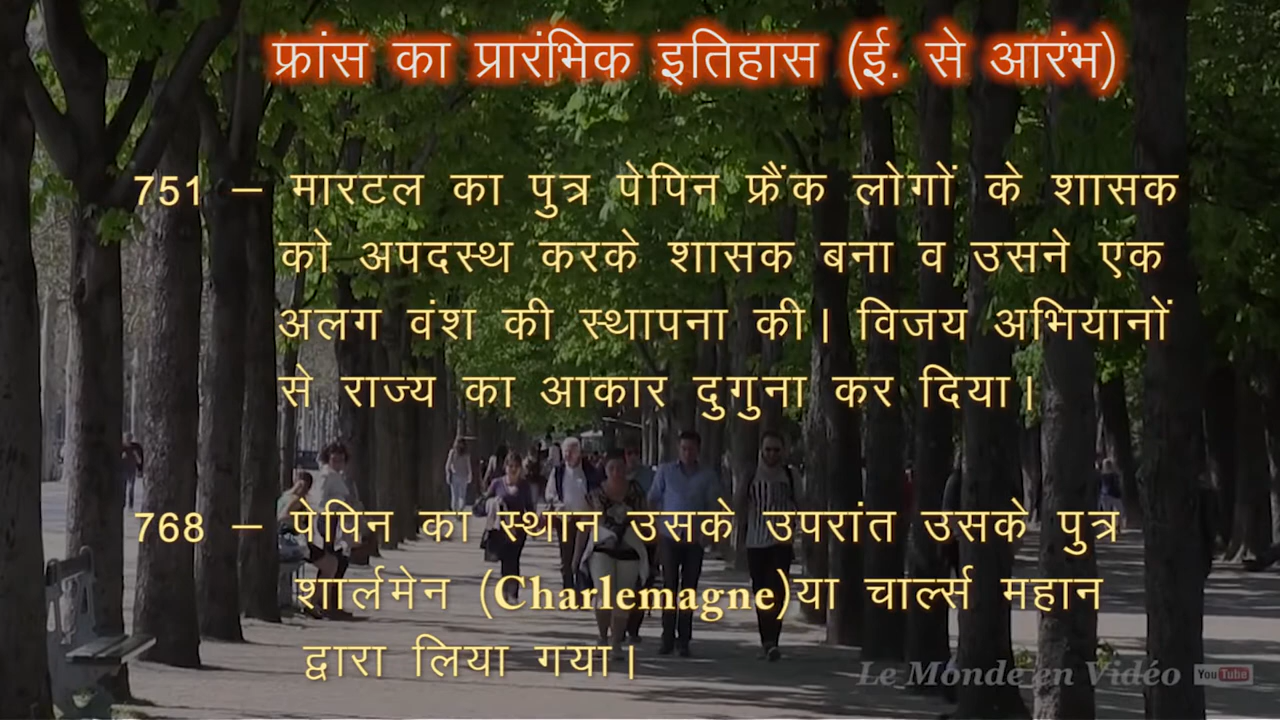 फ्रांस का प्रारंभिक इतिहास (ई. से आरंभ)
751 – मारटल का पुत्र पेपिन फ्रैंक लोगों के शासक
को अपदस्थ करके शासक बना व उसने एक
अलग वंश की स्थापना की। विजय अभियानों
से राज्य का आकार दुगुना कर दिया।
768 – पेपिन का स्थान उसके उपरांत उसके पुत्र
शार्लमेन (Charlemagne)या चार्ल्स महान
द्वारा लिया गया।
Le Monde en Vidéo YouTube